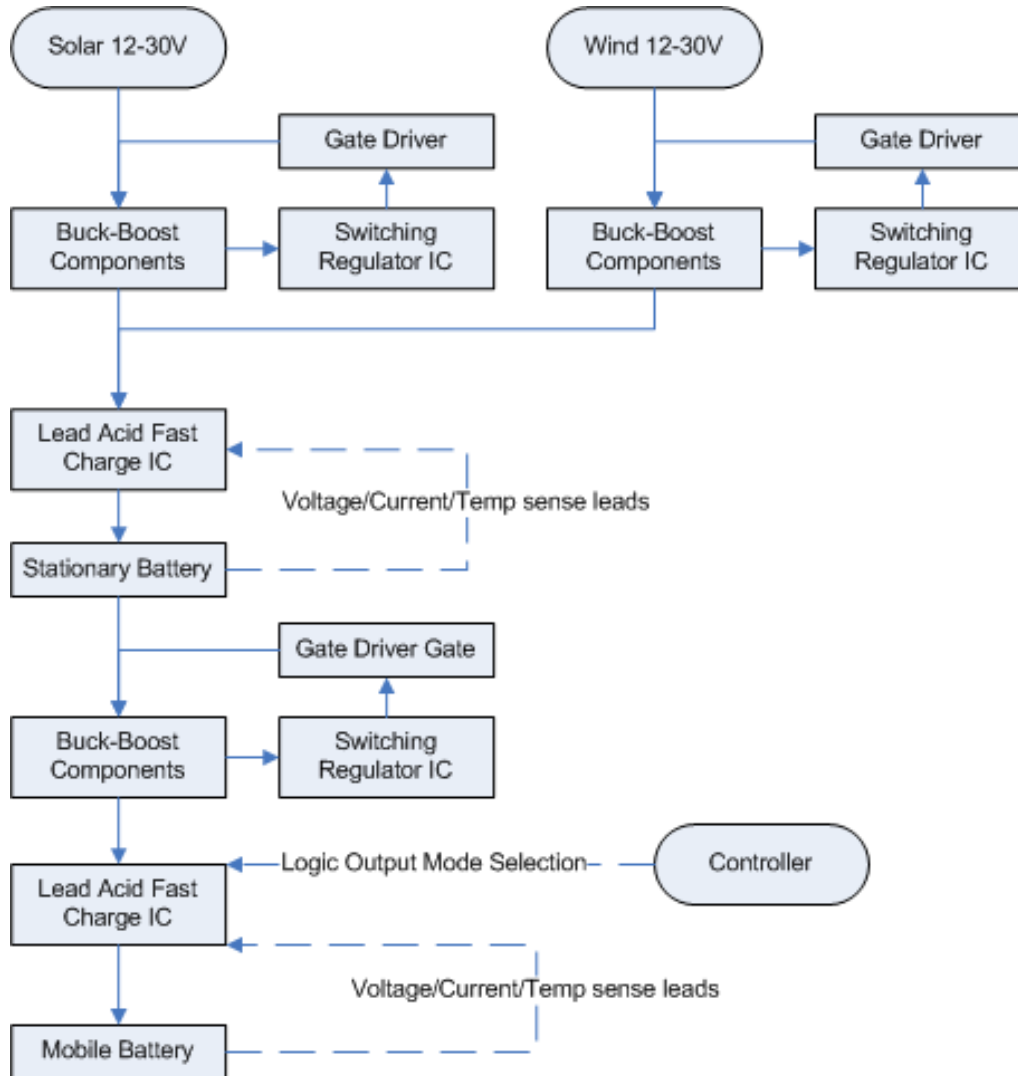 Solar 12-30V
Wind 12-30V
Gate Driver
Gate Driver
Buck-Boost
Components
Switching
Regulator IC
Buck-Boost
Components
Switching
Regulator IC
Lead Acid Fast
Charge IC
Voltage/Current/Temp sense leads
Stationary Battery
Gate Driver Gate
Buck-Boost
Components
Switching
Regulator IC
Logic Output Mode Selection
Controller
Lead Acid Fast
Charge IC
Voltage/Current/Temp sense leads
Mobile Battery